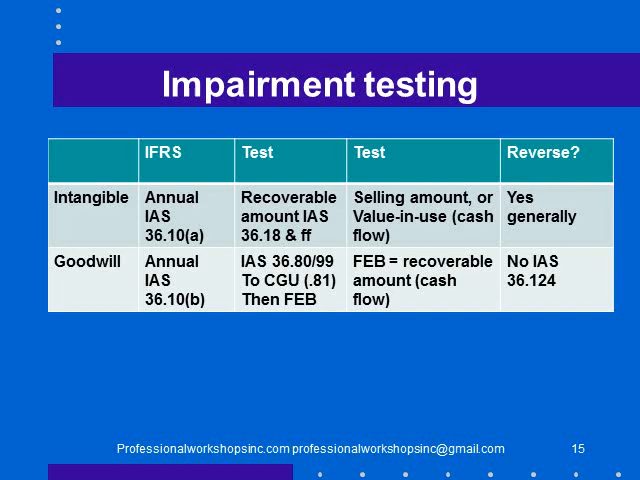 Impairment testing
IFRS Test Test Reverse?
Intangible Annual Recoverable Selling amount, or Yes
IAS amount IAS Value-in-use (cash generally
36.10(a) 36.18 & ff flow)
Goodwill Annual IAS 36.80/99 FEB = recoverable No IAS
IAS To CGU (.81) amount (cash 36.124
36.10(b) Then FEB flow)
Professionalworkshopsinc.com professionalworkshopsinc@gmail.com 15